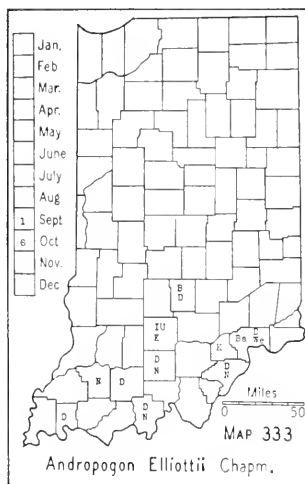 Jan.
Feb
Mar.
Apr.
May
June
July
Aug
1 Sept
6 Oct
Nov.
Dec
B
D
IU
E
D
N
K
Ba
D
We
D
N
N
D
D
N
D
Miles
0 50
MAP 333
Andropogon Elliottii Chapm.